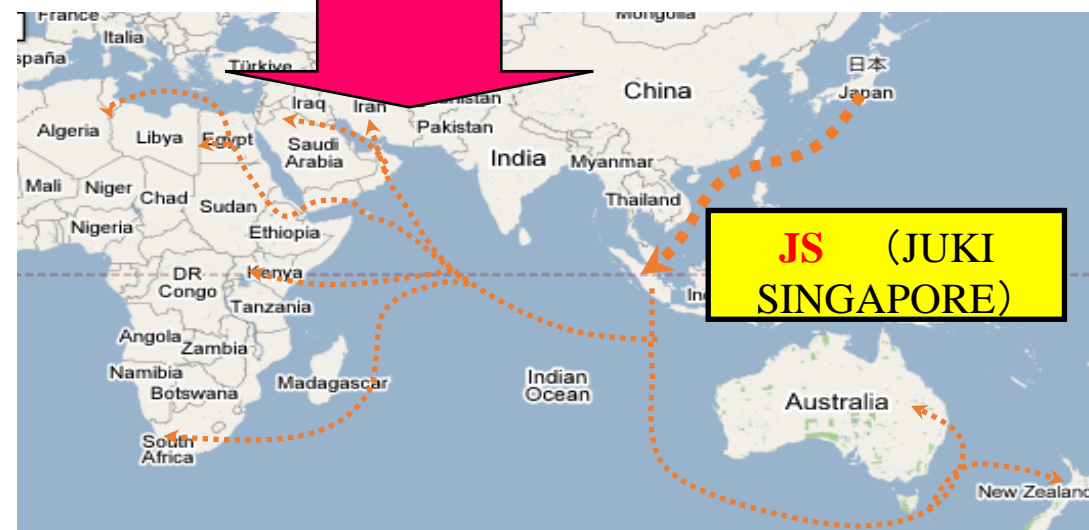 France
Mongolia
Italia
España
Türkiye
日本
Japan
China
Iraq
Iran
Algeria
Libya
Egypt
Pakistan
Saudi
Arabia
India
Myanmar
Mali
Niger
Chad
Sudan
Thailand
Nigeria
Ethiopia
JS （JUKI
SINGAPORE）
DR
Congo
Kenya
Tanzania
Angola
Zambia
Namibia
Botswana
Madagascar
Indian
Ocean
Australia
South
Africa
New Zealand